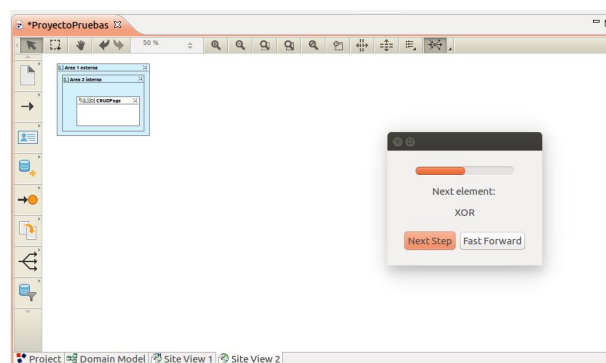 *ProyectoPruebas
50 %
Area 1 externa
Area 2 interna
CRUDPage
Next element:
XOR
Next Step Fast Forward
Project Domain Model Site View 1 Site View 2